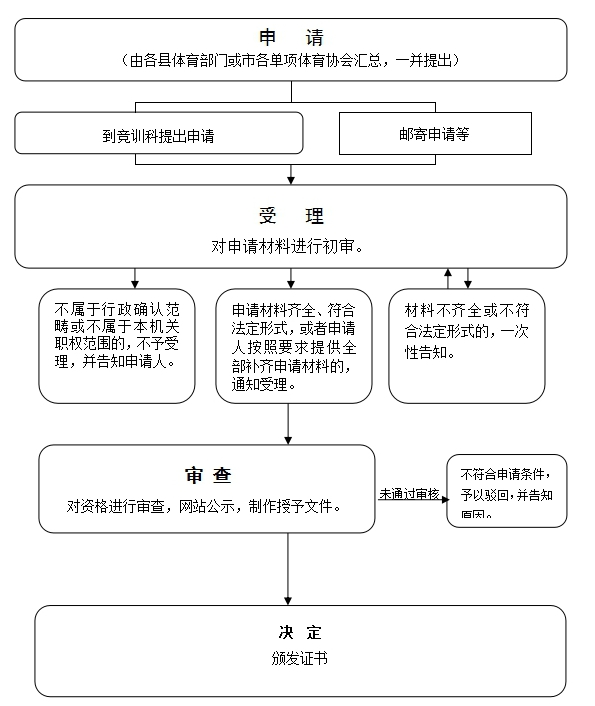 申 请
（由各县体育部门或市各单项体育协会汇总，一并提出）
到竞训科提出申请
邮寄申请等
受 理
对申请材料进行初审。
不属于行政确认范
畴或不属于本机关
职权范围的，不予受
理，并告知申请人。
申请材料齐全、符合
法定形式，或者申请
人按照要求提供全
部补齐申请材料的，
通知受理。
材料不齐全或不符
合法定形式的，一次
性告知。
审 查
对资格进行审查，网站公示，制作授予文件。
未通过审核
不符合申请条件，
予以驳回，并告知
原因。
决 定
颁发证书